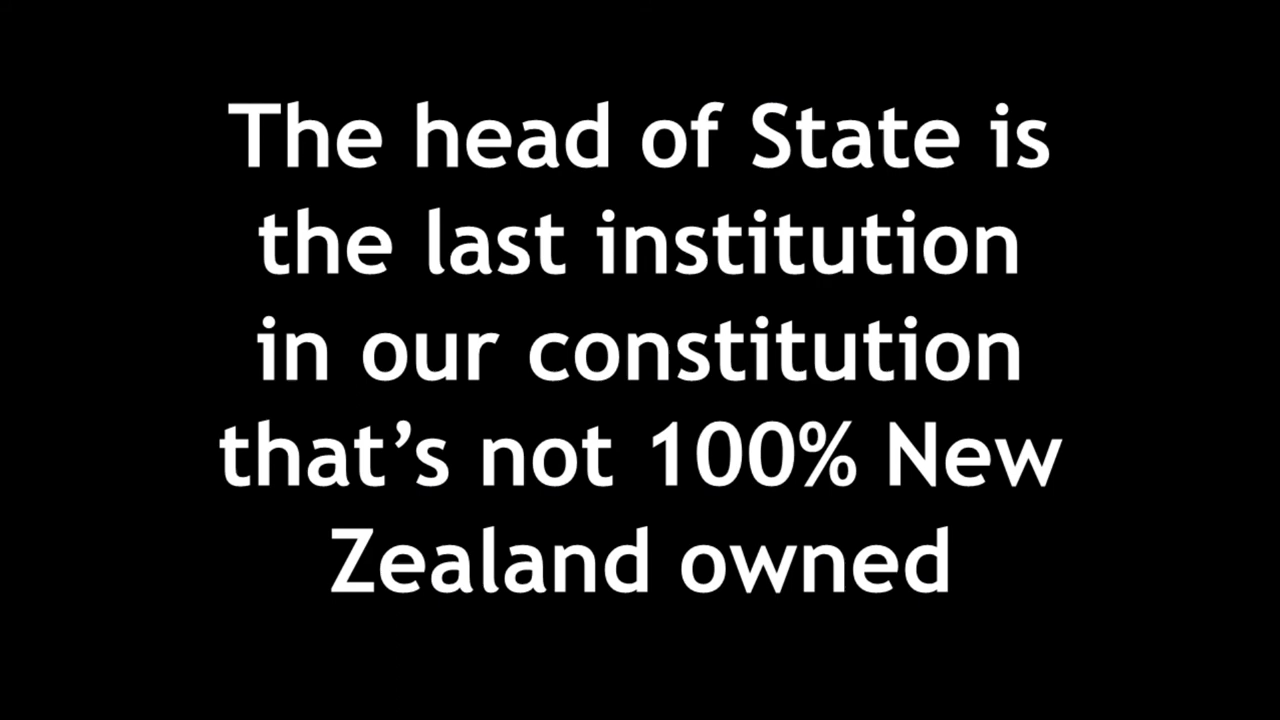 The head of State is
the last institution
in our constitution
that’s not 100% New
Zealand owned